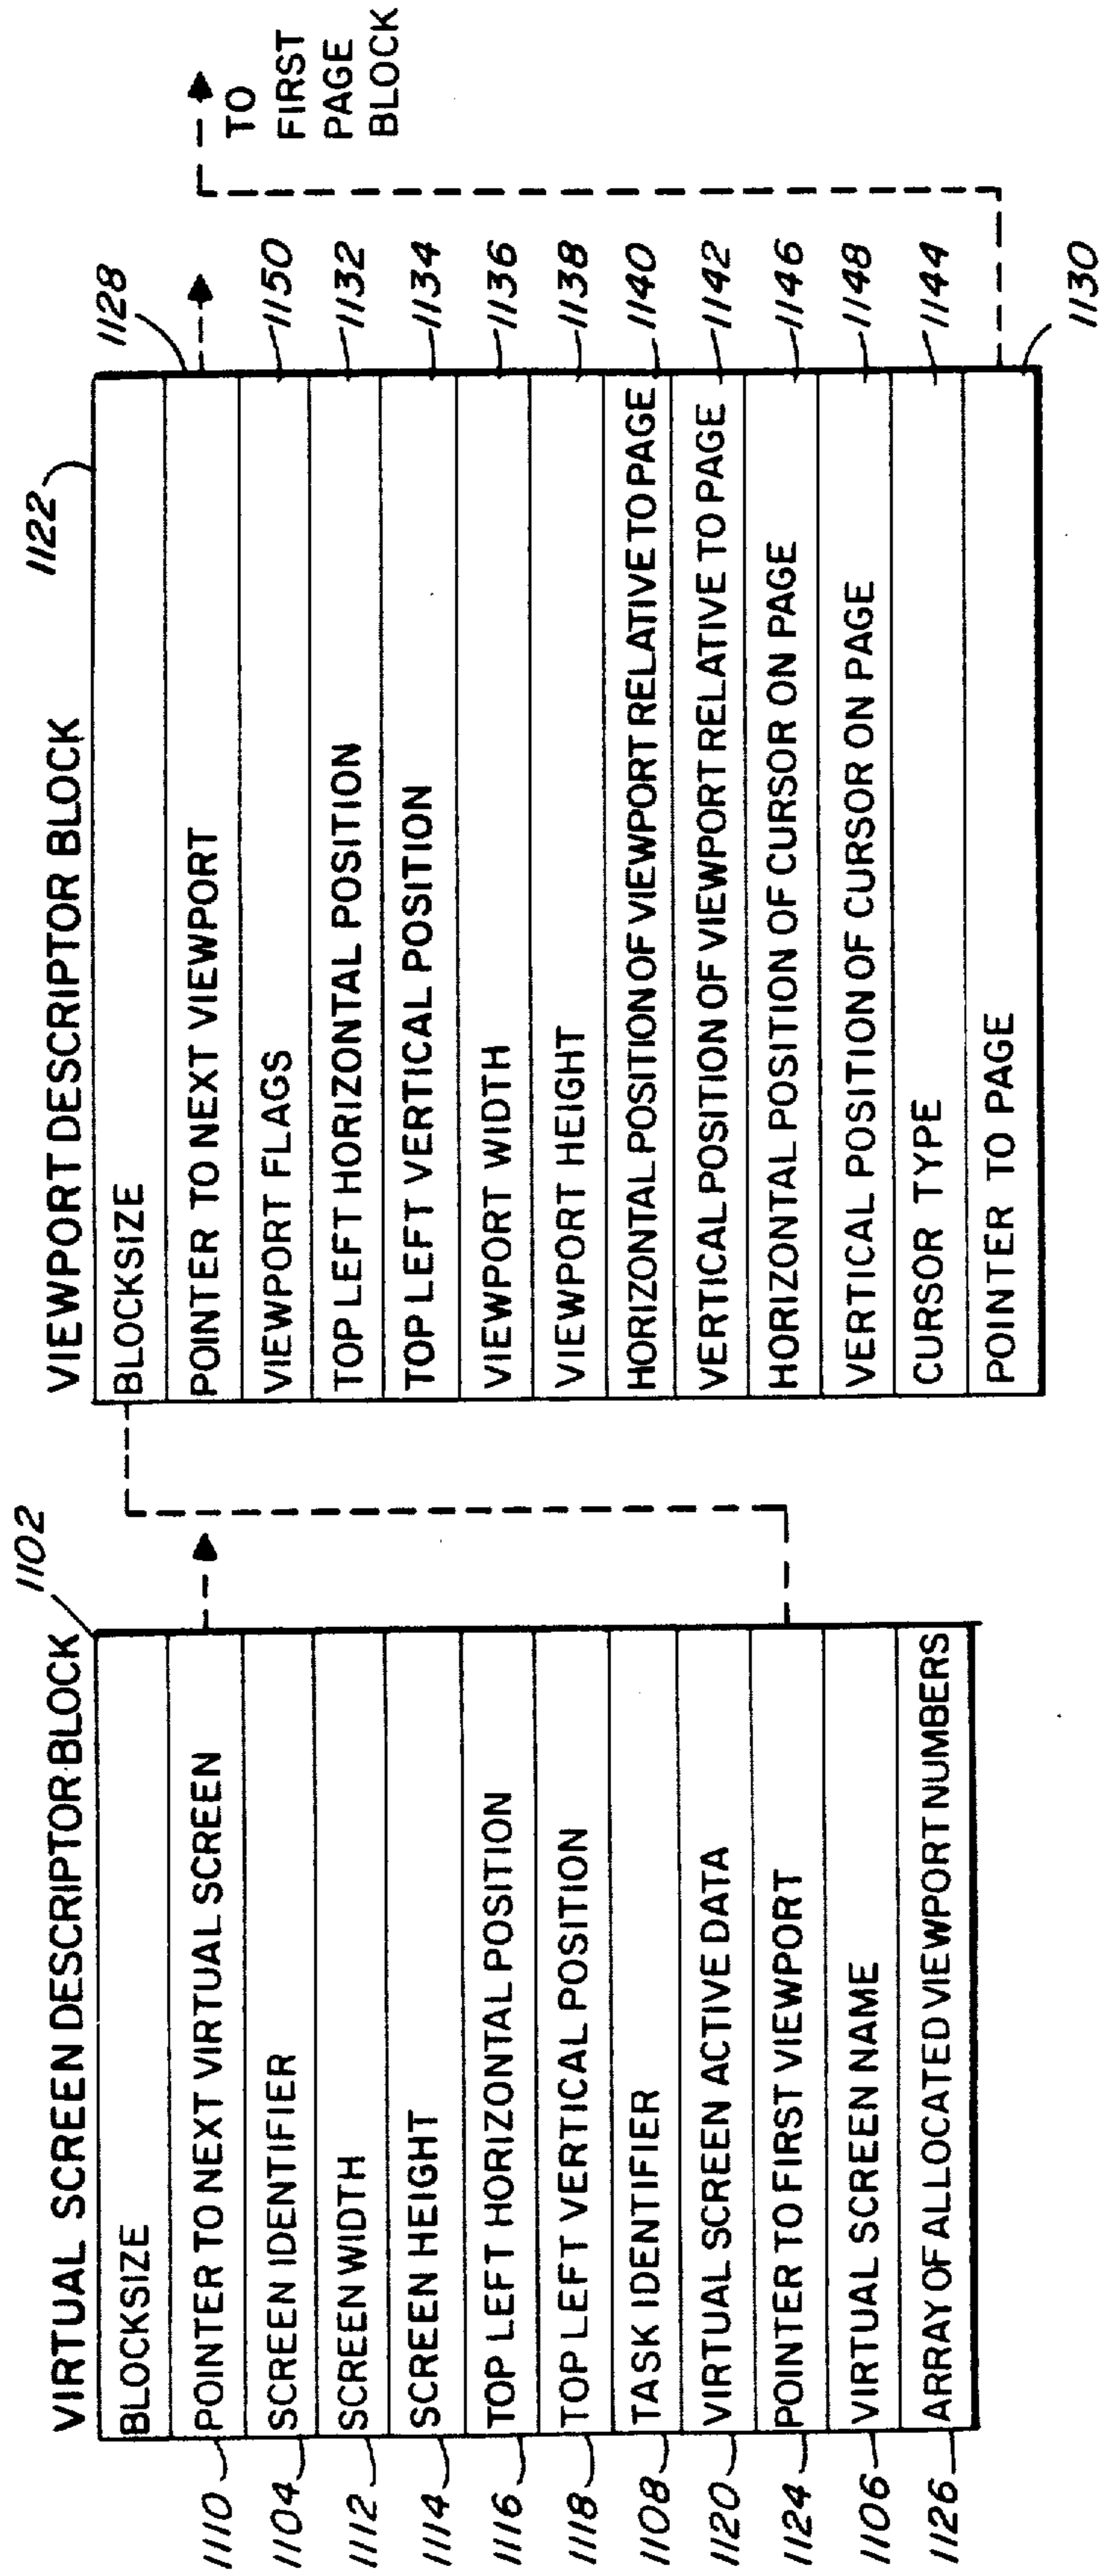 VIRTUAL SCREEN DESCRIPTOR BLOCK
1102
BLOCKSIZE
1110 POINTER TO NEXT VIRTUAL SCREEN
1104 SCREEN IDENTIFIER
1112 SCREEN WIDTH
1114 SCREEN HEIGHT
1116 TOP LEFT HORIZONTAL POSITION
1118 TOP LEFT VERTICAL POSITION
1108 TASK IDENTIFIER
1120 VIRTUAL SCREEN ACTIVE DATA
1124 POINTER TO FIRST VIEWPORT
1106 VIRTUAL SCREEN NAME
1126 ARRAY OF ALLOCATED VIEWPORT NUMBERS
VIEWPORT DESCRIPTOR BLOCK
1122
BLOCKSIZE
1128
POINTER TO NEXT VIEWPORT
VIEWPORT FLAGS 1150
TOP LEFT HORIZONTAL POSITION 1132
TOP LEFT VERTICAL POSITION 1134
VIEWPORT WIDTH 1136
VIEWPORT HEIGHT 1138
HORIZONTAL POSITION OF VIEWPORT RELATIVE TO PAGE 1140
VERTICAL POSITION OF VIEWPORT RELATIVE TO PAGE 1142
HORIZONTAL POSITION OF CURSOR ON PAGE 1146
VERTICAL POSITION OF CURSOR ON PAGE 1148
CURSOR TYPE 1144
POINTER TO PAGE 1130
TO
FIRST
PAGE
BLOCK